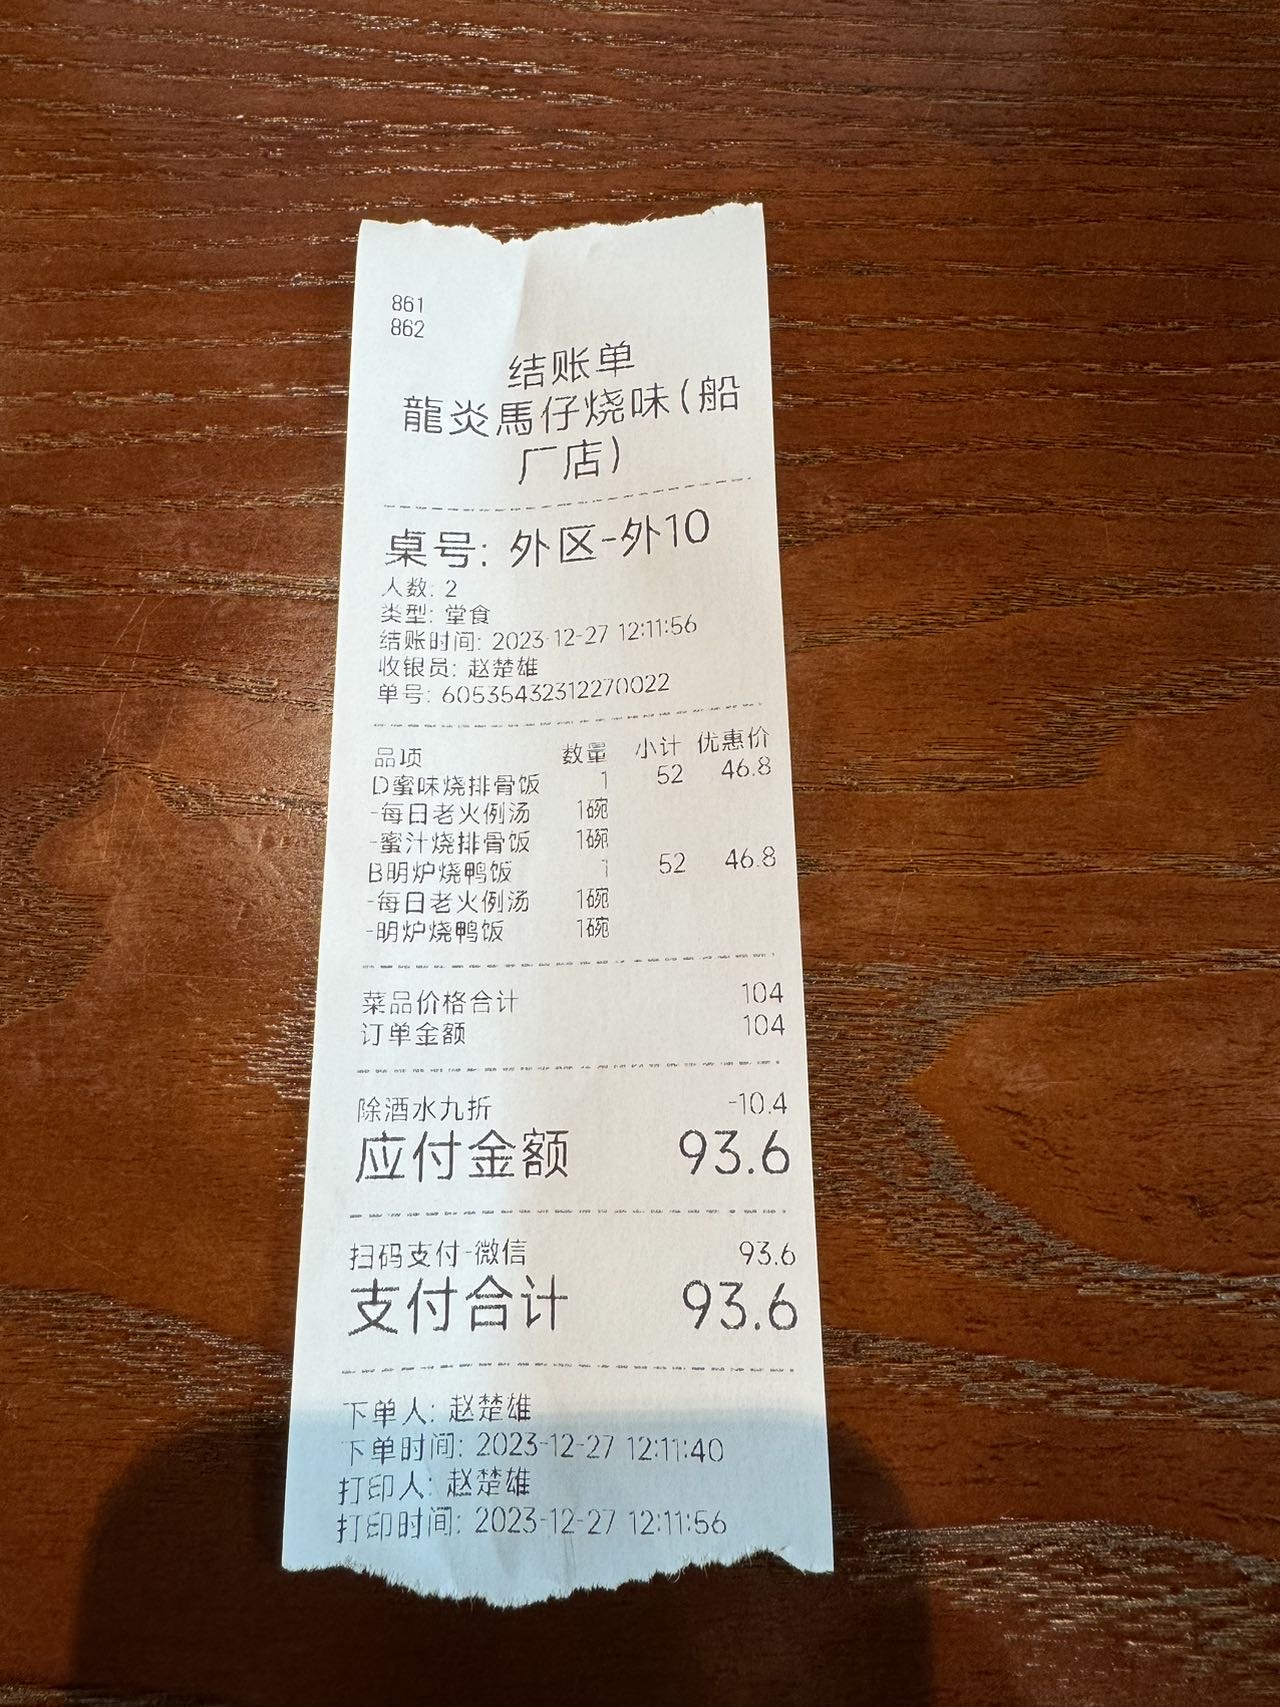 861
862
结账单
龍炎馬仔烧味(船
厂店)
桌号: 外区-外10
人数: 2
类型: 堂食
结账时间: 2023-12-27 12:11:56
收银员: 赵楚雄
单号: 605354432312270022
品项 数量 小计 优惠价
D蜜味烧排骨饭 1 52 46.8
-每日老火例汤 1碗
-蜜汁烧排骨饭 1碗
B明炉烧鸭饭 1 52 46.8
-每日老火例汤 1碗
-明炉烧鸭饭 1碗
菜品价格合计 104
订单金额 104
除酒水九折 -10.4
应付金额 93.6
扫码支付-微信 93.6
支付合计 93.6
下单人: 赵楚雄
下单时间: 2023-12-27 12:11:40
打印人: 赵楚雄
打印时间: 2023-12-27 12:11:56